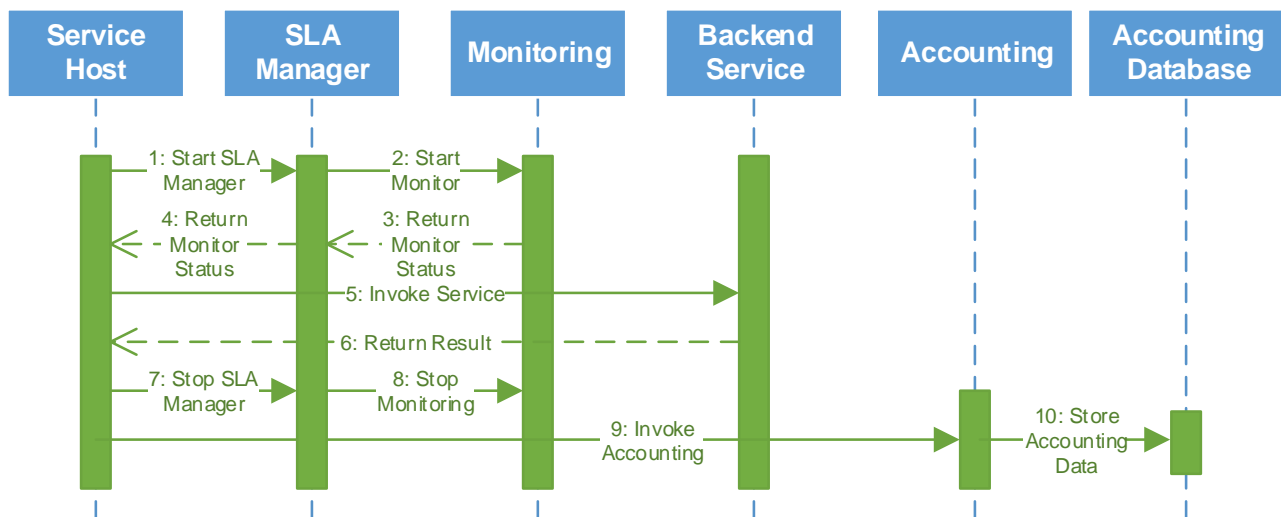 Service
Host
SLA
Manager
Monitoring
Backend
Service
Accounting
Accounting
Database
1: Start SLA
Manager
2: Start
Monitor
4: Return
Monitor
Status
3: Return
Monitor
Status
5: Invoke Service
6: Return Result
7: Stop SLA
Manager
8: Stop
Monitoring
9: Invoke
Accounting
10: Store
Accounting
Data